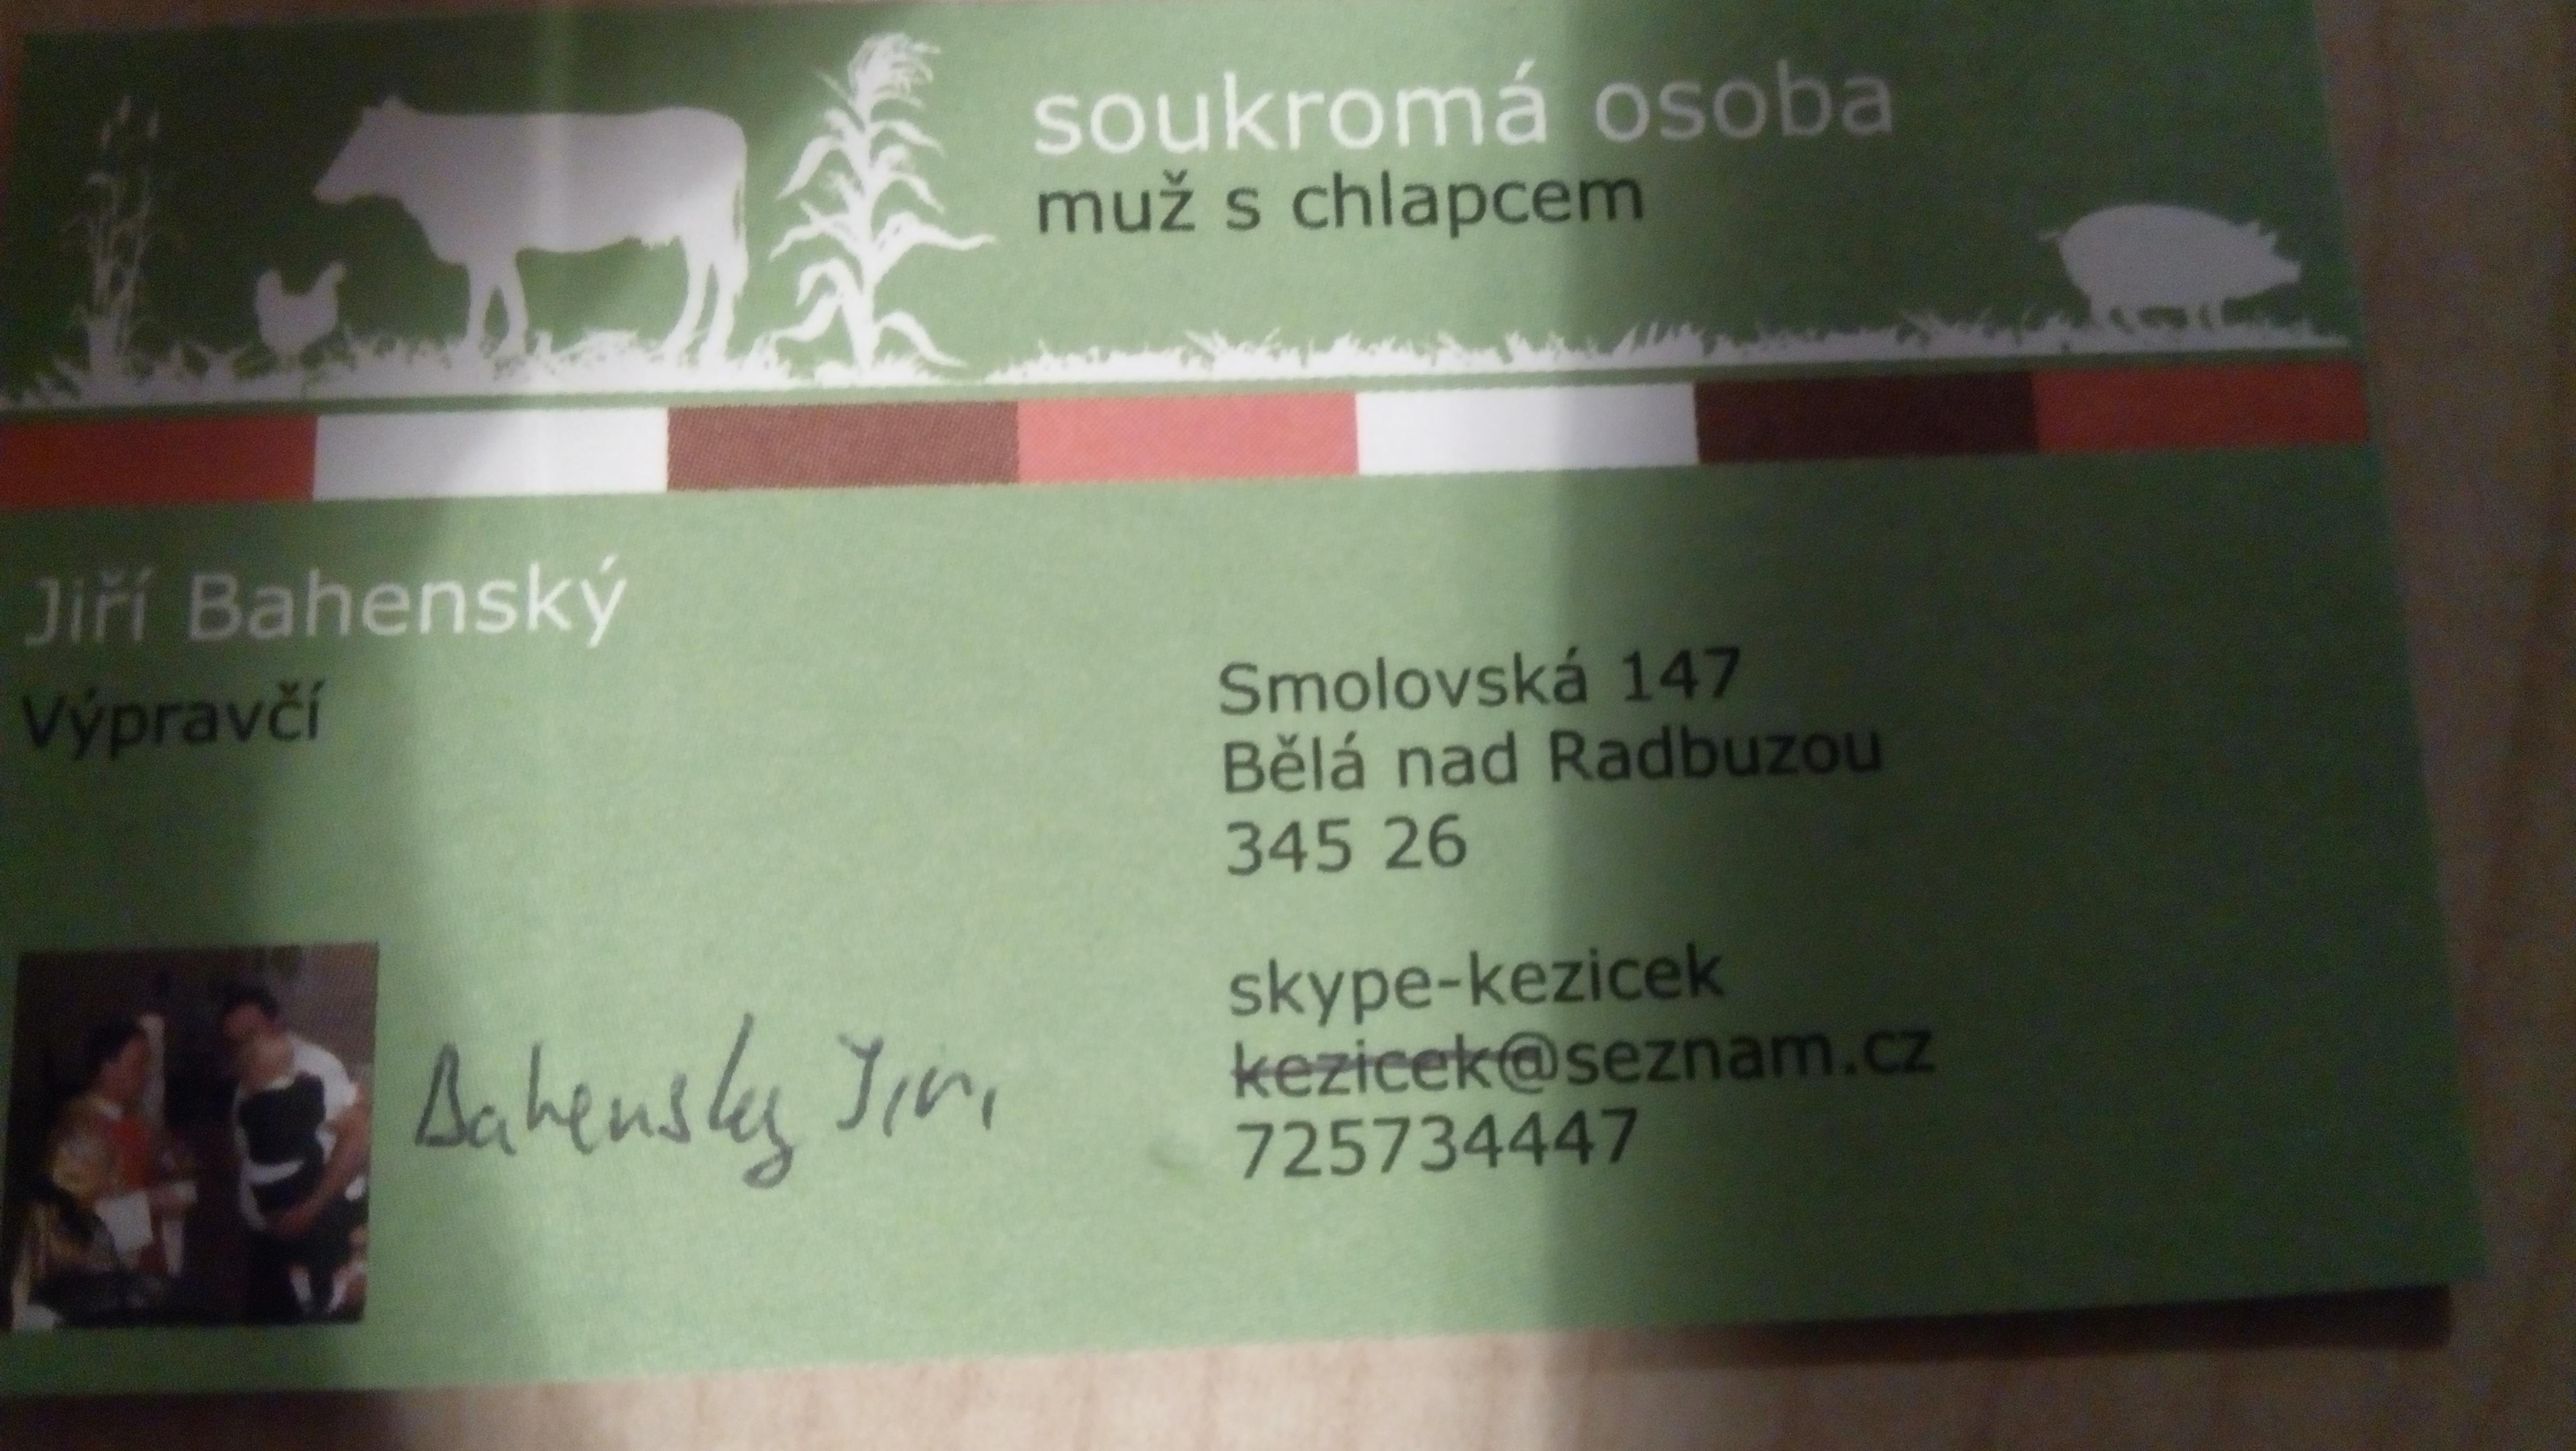 soukromá osoba
muž s chlapcem
Jiří Bahenský
Výpravčí
Smolovská 147
Bělá nad Radbuzou
345 26
skype-kezicek
kezicek@seznam.cz
725734447
Bahensky Jiri